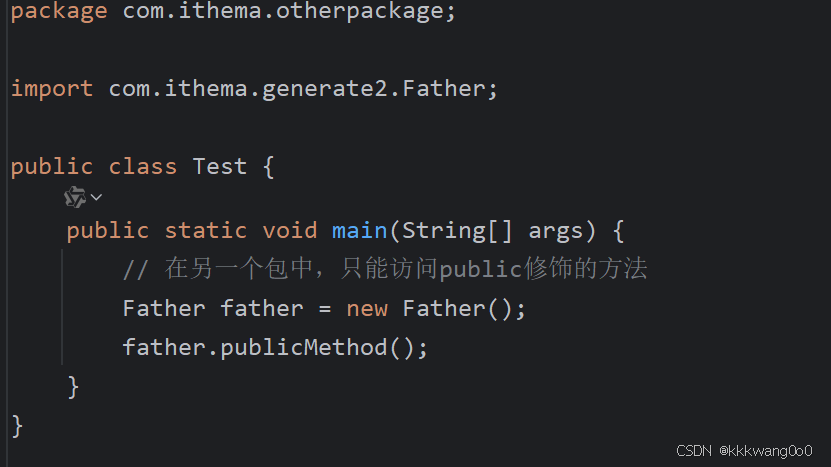 package com.ithema.otherpackage;
import com.ithema.generate2.Father;
public class Test {
public static void main(String[] args) {
// 在另一个包中，只能访问public修饰的方法
Father father = new Father();
father.publicMethod();
}
}
CSDN @kkkwang0o0